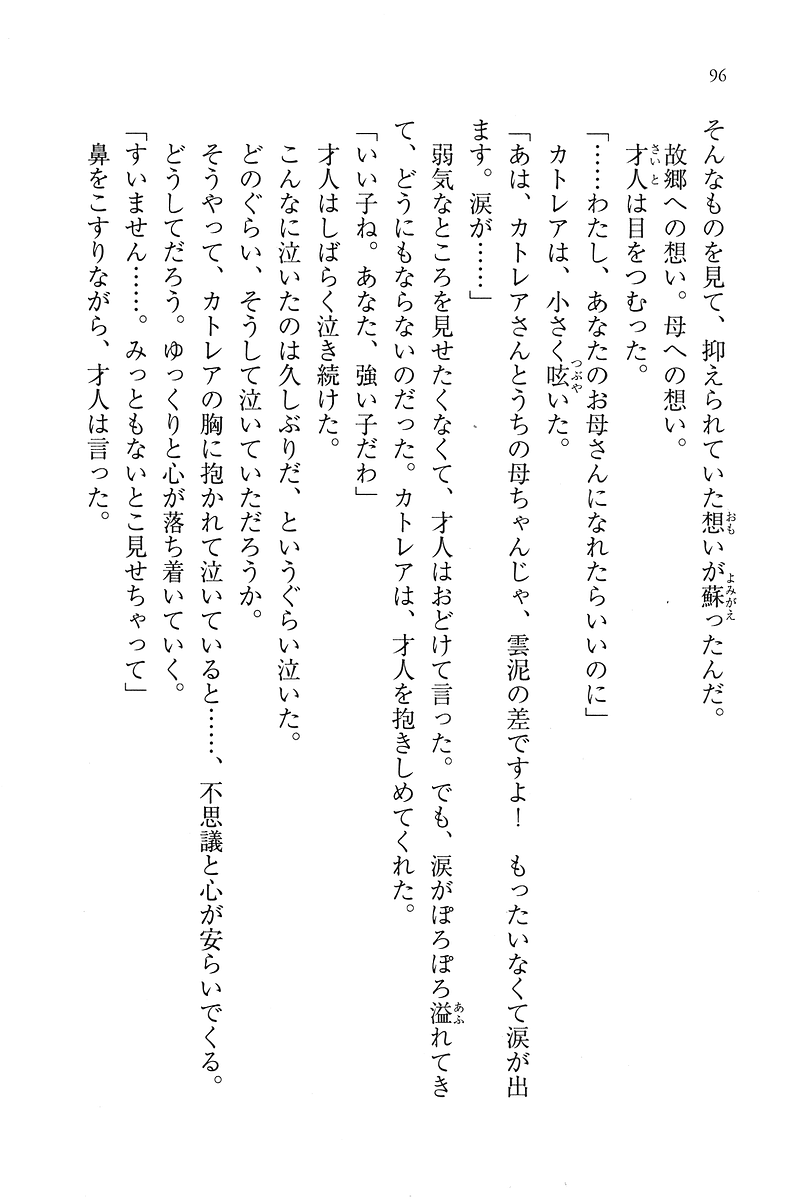 96
そんなものを見て、抑えられていた想いが蘇ったんだ。
故郷への想い。母への想い。
才人は目をつむった。
「……わたし、あなたのお母さんになれたらいいのに」
カトレアは、小さく呟いた。
「あは、カトレアさんとうちの母ちゃんじゃ、雲泥の差ですよ！　もったいなくて涙が出
ます。涙が……」
弱気なところを見せたくなくて、才人はおどけて言った。でも、涙がぽろぽろ溢れてき
て、どうにもならないのだった。カトレアは、才人を抱きしめてくれた。
「いい子ね。あなた、強い子だわ」
才人はしばらく泣き続けた。
こんなに泣いたのは久しぶりだ、というぐらい泣いた。
どのぐらい、そうして泣いていただろうか。
そうやって、カトレアの胸に抱かれて泣いていると……、不思議と心が安らいでくる。
どうしてだろう。ゆっくりと心が落ち着いていく。
「すいません……。みっともないとこ見せちゃって」
鼻をこすりながら、才人は言った。